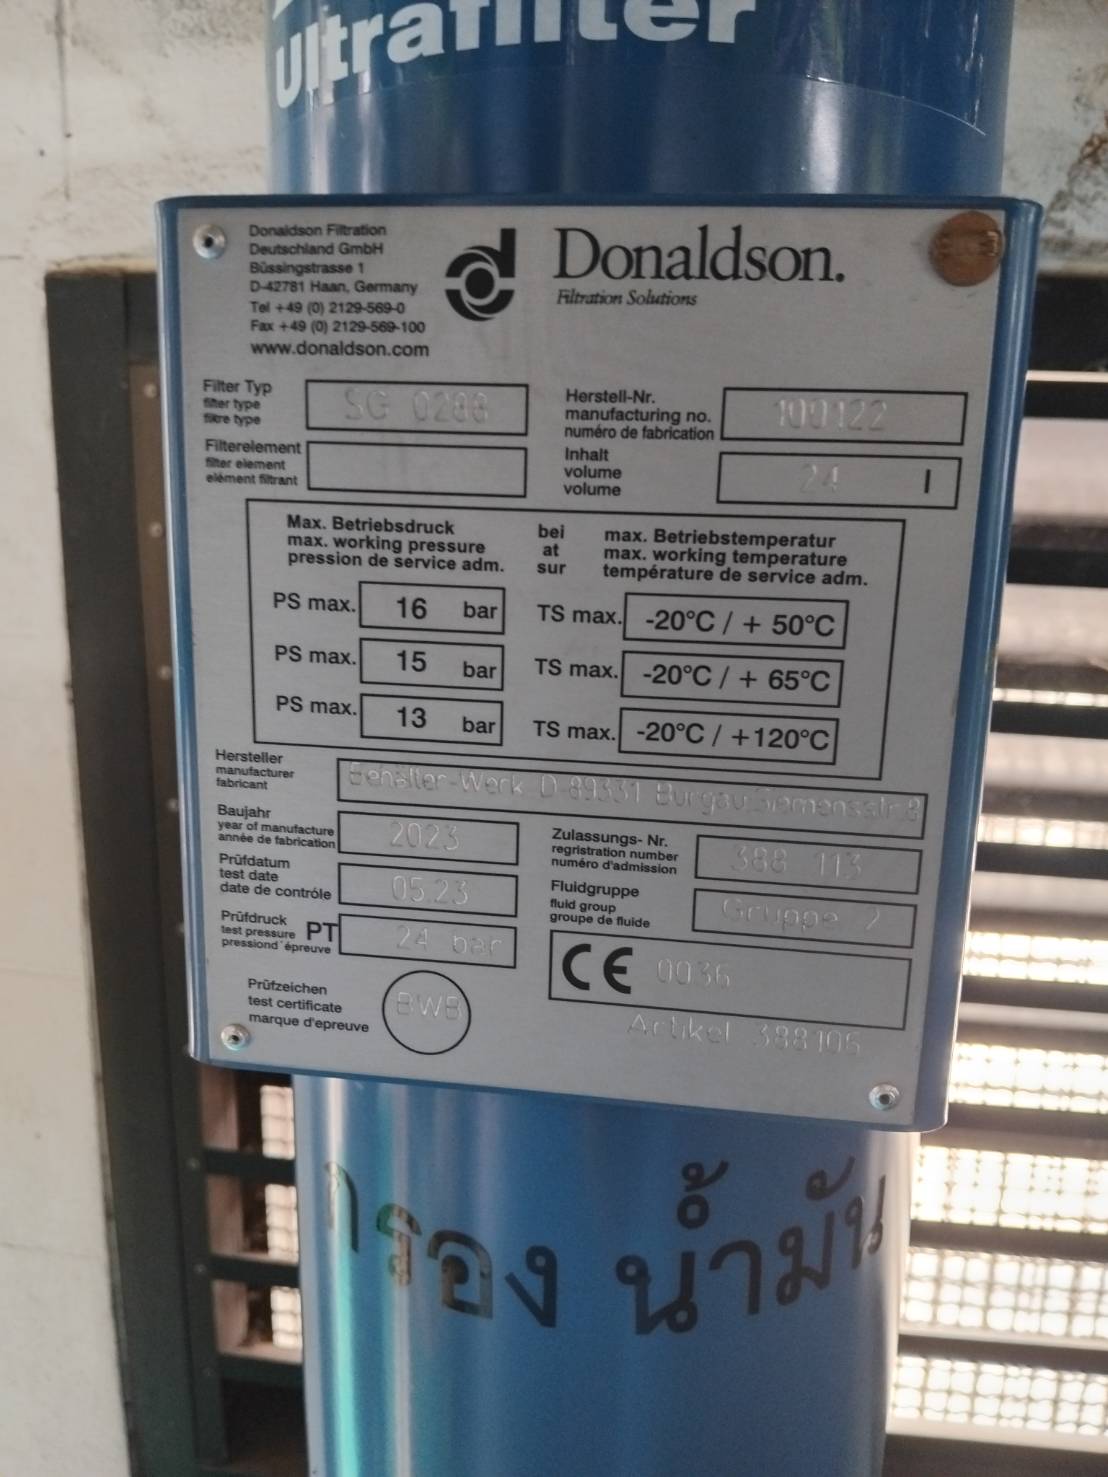 ultrafilter
Donaldson Filtration
Deutschland GmbH
Büssingstrasse 1
D-42781 Haan, Germany
Tel +49 (0) 2129-569-0
Fax +49 (0) 2129-569-100
www.donaldson.com
Donaldson.
Filtration Solutions
Filter Typ
filter type
filtre type
SG 0288
Herstell-Nr.
manufacturing no.
numéro de fabrication
100122
Filterelement
filter element
elément filtrant
Inhalt
volume
volume
24 l
Max. Betriebsdruck
max. working pressure
pression de service adm.
bei
at
sur
max. Betriebstemperatur
max. working temperature
température de service adm.
PS max. 16 bar TS max. -20°C / + 50°C
PS max. 15 bar TS max. -20°C / + 65°C
PS max. 13 bar TS max. -20°C / +120°C
Hersteller
manufacturer
fabricant
Behälter-Werk D-89331 Burgau Siemensstr.8
Baujahr
year of manufacture
année de fabrication
2023
Zulassungs- Nr.
regristration number
numéro d'admission
388 113
Prüfdatum
test date
date de contrôle
05.23
Fluidgruppe
fluid group
groupe de fluide
Gruppe 2
Prüfdruck
test pressure PT
pressiond´épreuve
24 bar
CE 0036
Prüfzeichen
test certificate
marque d'epreuve
BWB
Artikel 388106
กรอง น้ำมัน